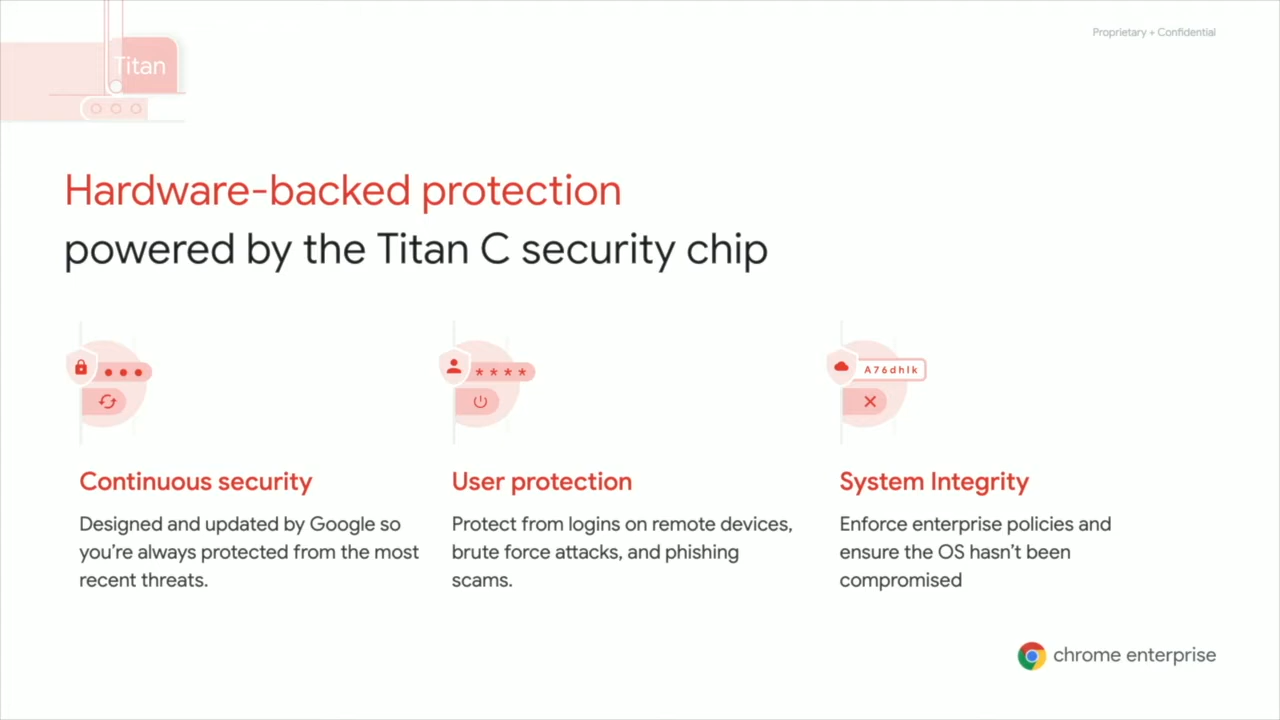 Proprietary + Confidential
Titan
Hardware-backed protection
powered by the Titan C security chip
* * * *
A76dhlk
Continuous security
Designed and updated by Google so
you're always protected from the most
recent threats.
User protection
Protect from logins on remote devices,
brute force attacks, and phishing
scams.
System Integrity
Enforce enterprise policies and
ensure the OS hasn't been
compromised
chrome enterprise